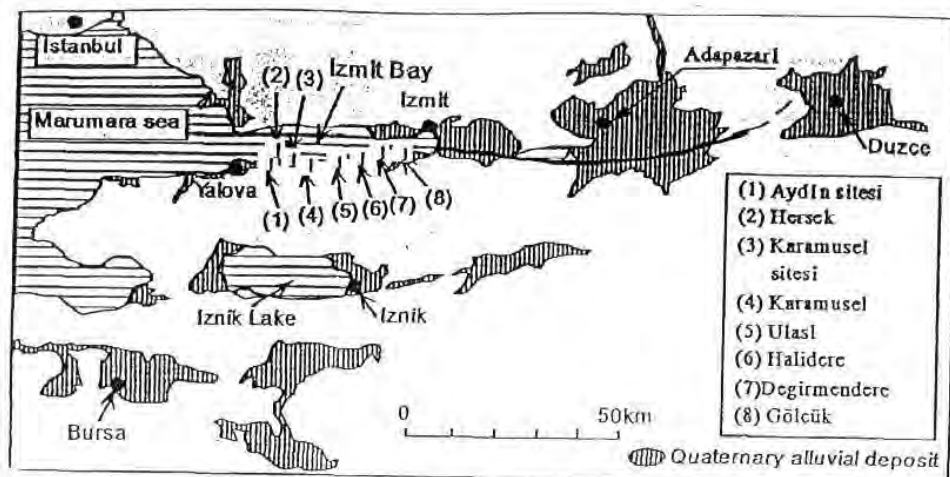 Istanbul
(2) (3) Izmit Bay
Izmit
Adapazari
Marumara sea
Duzce
Yalova
(1) (4) (5) (6) (7) (8)
(1) Aydin sitesi
(2) Hersek
(3) Karamusel
sitesi
(4) Karamusel
(5) Ulasl
(6) Halidere
(7) Degirmendere
(8) Gölcük
Iznik Lake
Iznik
0 50km
Bursa
Quaternary alluvial deposit